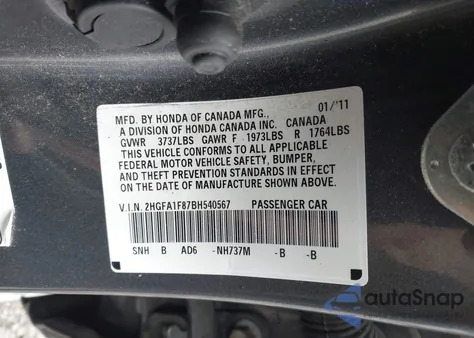 MFD. BY HONDA OF CANADA MFG., 01/'11
A DIVISION OF HONDA CANADA INC. CANADA
GVWR 3737LBS GAWR F 1973LBS R 1764LBS
THIS VEHICLE CONFORMS TO ALL APPLICABLE
FEDERAL MOTOR VEHICLE SAFETY, BUMPER,
AND THEFT PREVENTION STANDARDS IN EFFECT
ON THE DATE OF MANUFACTURE SHOWN ABOVE.
V.I.N. 2HGFA1F87BH540567 PASSENGER CAR
SNH B AD6 -NH737M -B -B
autoSnap